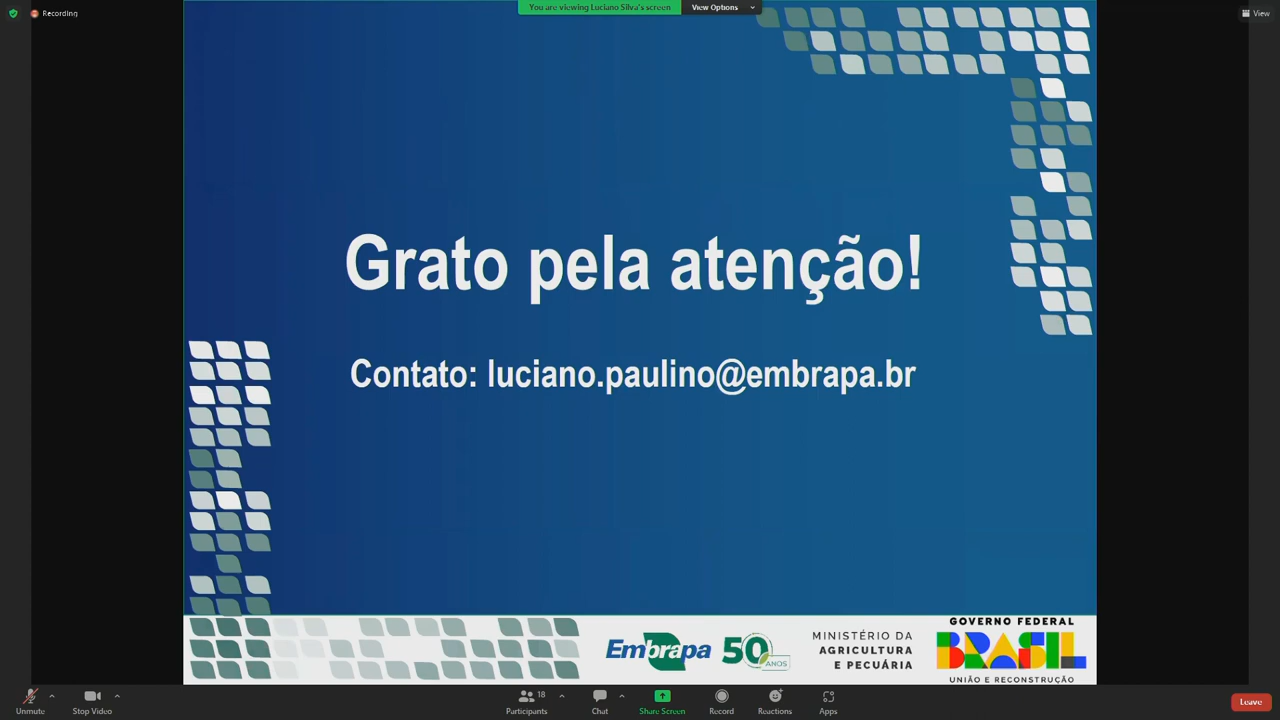 Recording
You are viewing Luciano Silva's screen
View Options
View
Grato pela atenção!
Contato: luciano.paulino@embrapa.br
Embrapa
50
ANOS
MINISTÉRIO DA
AGRICULTURA
E PECUÁRIA
GOVERNO FEDERAL
BRASIL
UNIÃO E RECONSTRUÇÃO
Unmute
Stop Video
Participants
18
Chat
Share Screen
Record
Reactions
Apps
Leave